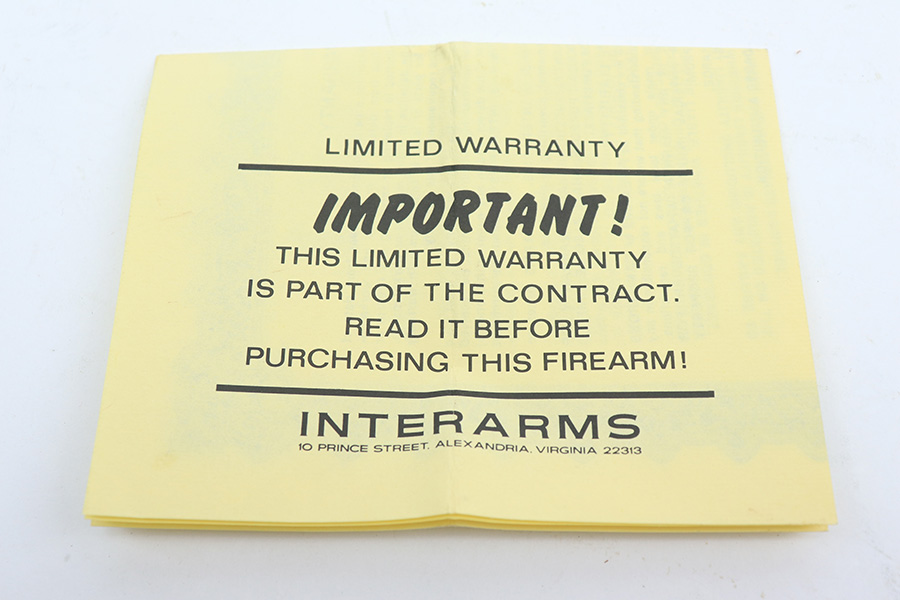 LIMITED WARRANTY
IMPORTANT!
THIS LIMITED WARRANTY
IS PART OF THE CONTRACT.
READ IT BEFORE
PURCHASING THIS FIREARM!
INTERARMS
10 PRINCE STREET, ALEXANDRIA, VIRGINIA 22313